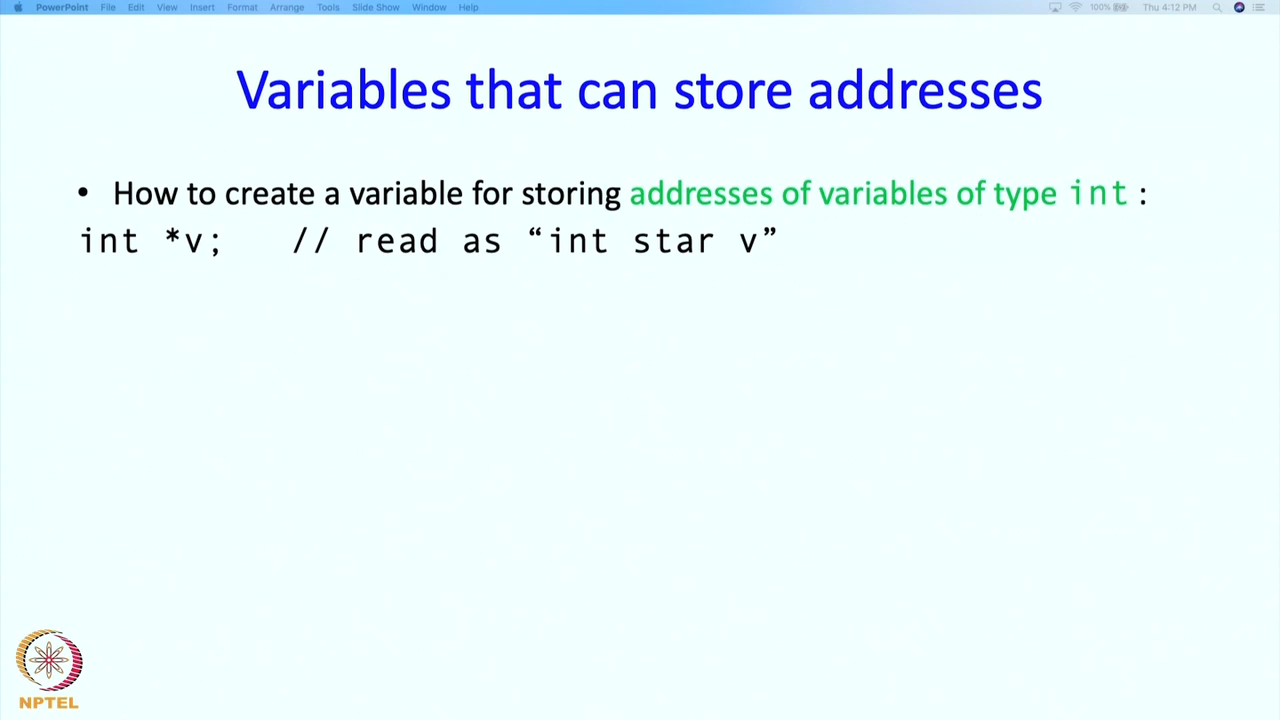 PowerPoint File Edit View Insert Format Arrange Tools Slide Show Window Help 100% Thu 4:12 PM
Variables that can store addresses
• How to create a variable for storing addresses of variables of type int :
int *v; // read as “int star v”
NPTEL